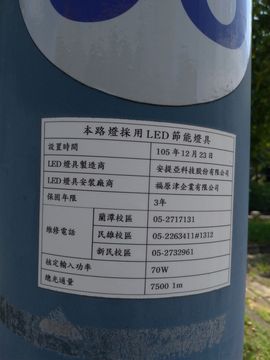 本路燈採用LED節能燈具
設置時間 105年12月23日
LED燈具製造商 安提亞科技股份有限公司
LED燈具安裝廠商 福原津企業有限公司
保固年限 3年
維修電話 蘭潭校區 05-2717131
民雄校區 05-2263411#1312
新民校區 05-2732961
核定輸入功率 70W
總光通量 7500 lm